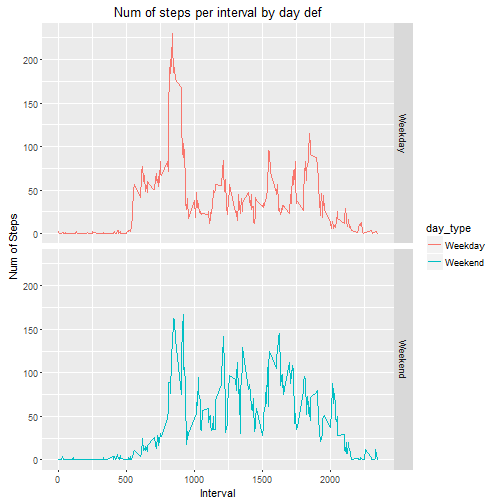 Num of steps per interval by day def
Num of Steps
200
150
100
50
0
Weekday
200
150
100
50
0
Weekend
0
500
1000
1500
2000
Interval
day_type
Weekday
Weekend